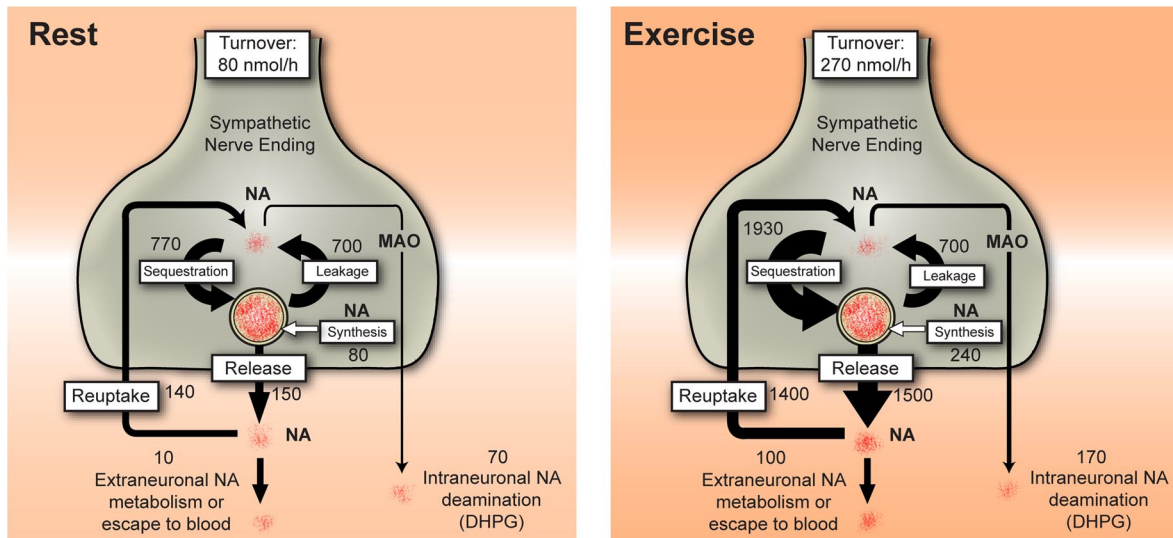 Rest
Turnover:
80 nmol/h
Sympathetic
Nerve Ending
NA
770
700
MAO
Sequestration
Leakage
NA
Synthesis
80
Release
Reuptake
140
150
NA
10
Extraneuronal NA
metabolism or
escape to blood
70
Intraneuronal NA
deamination
(DHPG)
Exercise
Turnover:
270 nmol/h
Sympathetic
Nerve Ending
NA
1930
700
MAO
Sequestration
Leakage
NA
Synthesis
240
Release
Reuptake
1400
1500
NA
100
Extraneuronal NA
metabolism or
escape to blood
170
Intraneuronal NA
deamination
(DHPG)